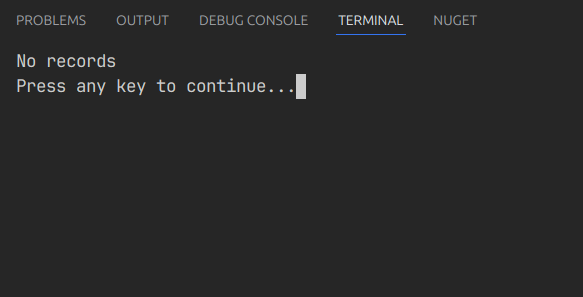 PROBLEMS OUTPUT DEBUG CONSOLE TERMINAL NUGET
No records
Press any key to continue...